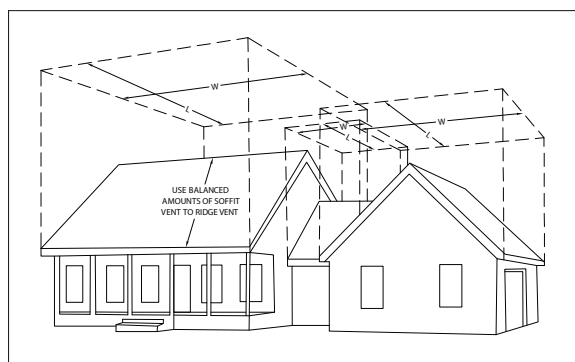 W
L
W
W
L
L
USE BALANCED
AMOUNTS OF SOFFIT
VENT TO RIDGE VENT